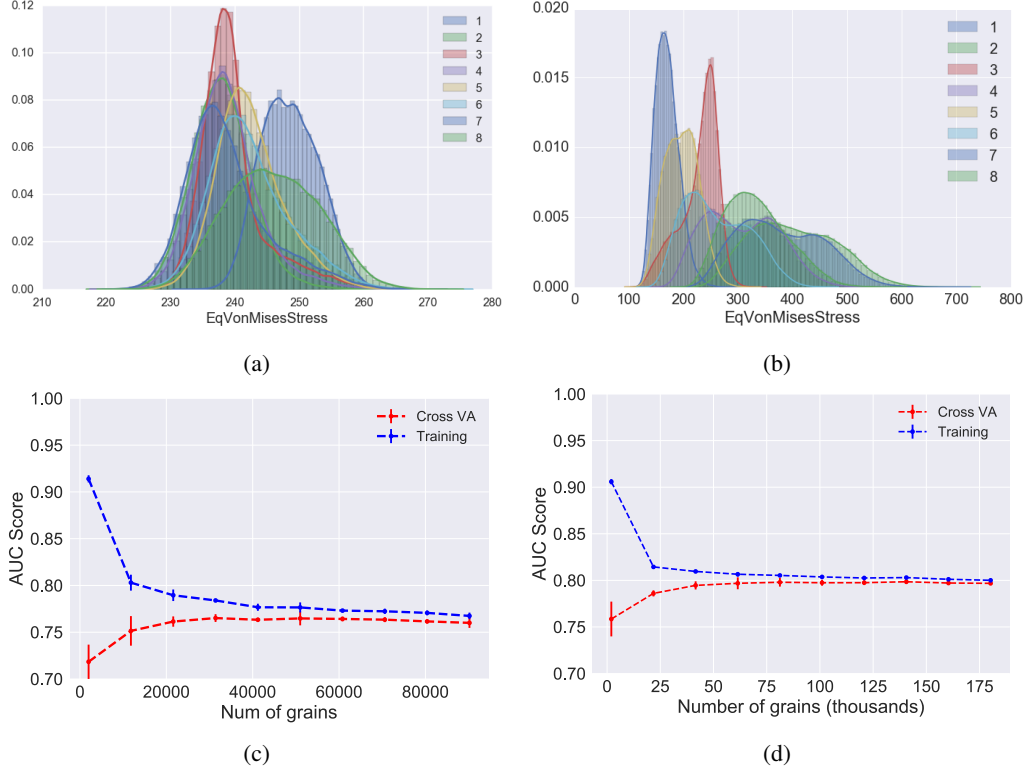 0.12
0.10
0.08
0.06
0.04
0.02
0.00
210 220 230 240 250 260 270 280
EqVonMisesStress
1
2
3
4
5
6
7
8
(a)
0.020
0.015
0.010
0.005
0.000
0 100 200 300 400 500 600 700 800
EqVonMisesStress
1
2
3
4
5
6
7
8
(b)
1.00
0.95
0.90
0.85
0.80
0.75
0.70
AUC Score
Cross VA
Training
0 20000 40000 60000 80000
Num of grains
(c)
1.00
0.95
0.90
0.85
0.80
0.75
0.70
AUC Score
Cross VA
Training
0 25 50 75 100 125 150 175
Number of grains (thousands)
(d)